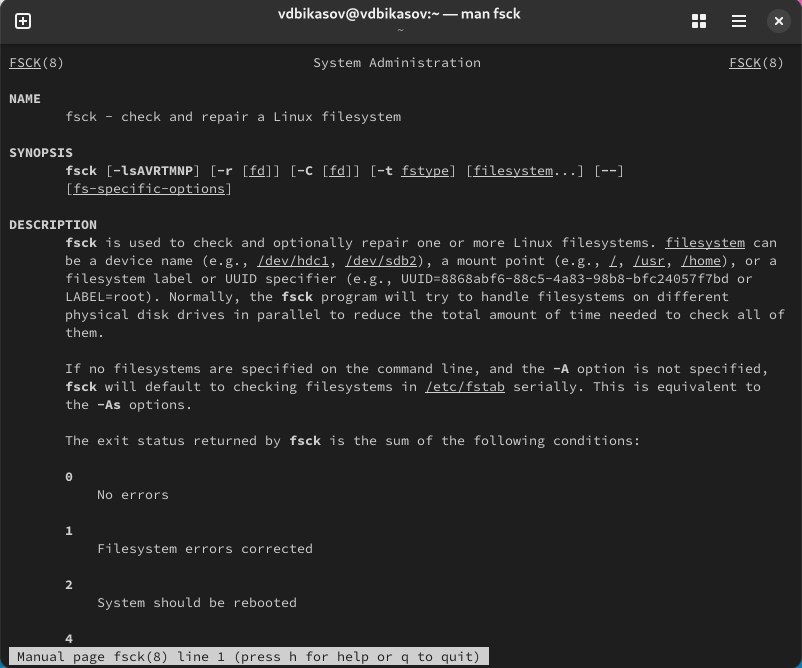 vdbikasov@vdbikasov:~ — man fsck
~
FSCK(8) System Administration FSCK(8)
NAME
fsck - check and repair a Linux filesystem
SYNOPSIS
fsck [-lsAVRTMNP] [-r [fd]] [-C [fd]] [-t fstype] [filesystem...] [--]
[fs-specific-options]
DESCRIPTION
fsck is used to check and optionally repair one or more Linux filesystems. filesystem can
be a device name (e.g., /dev/hdc1, /dev/sdb2), a mount point (e.g., /, /usr, /home), or a
filesystem label or UUID specifier (e.g., UUID=8868abf6-88c5-4a83-98b8-bfc24057f7bd or
LABEL=root). Normally, the fsck program will try to handle filesystems on different
physical disk drives in parallel to reduce the total amount of time needed to check all of
them.
If no filesystems are specified on the command line, and the -A option is not specified,
fsck will default to checking filesystems in /etc/fstab serially. This is equivalent to
the -As options.
The exit status returned by fsck is the sum of the following conditions:
0
No errors
1
Filesystem errors corrected
2
System should be rebooted
4
Manual page fsck(8) line 1 (press h for help or q to quit)